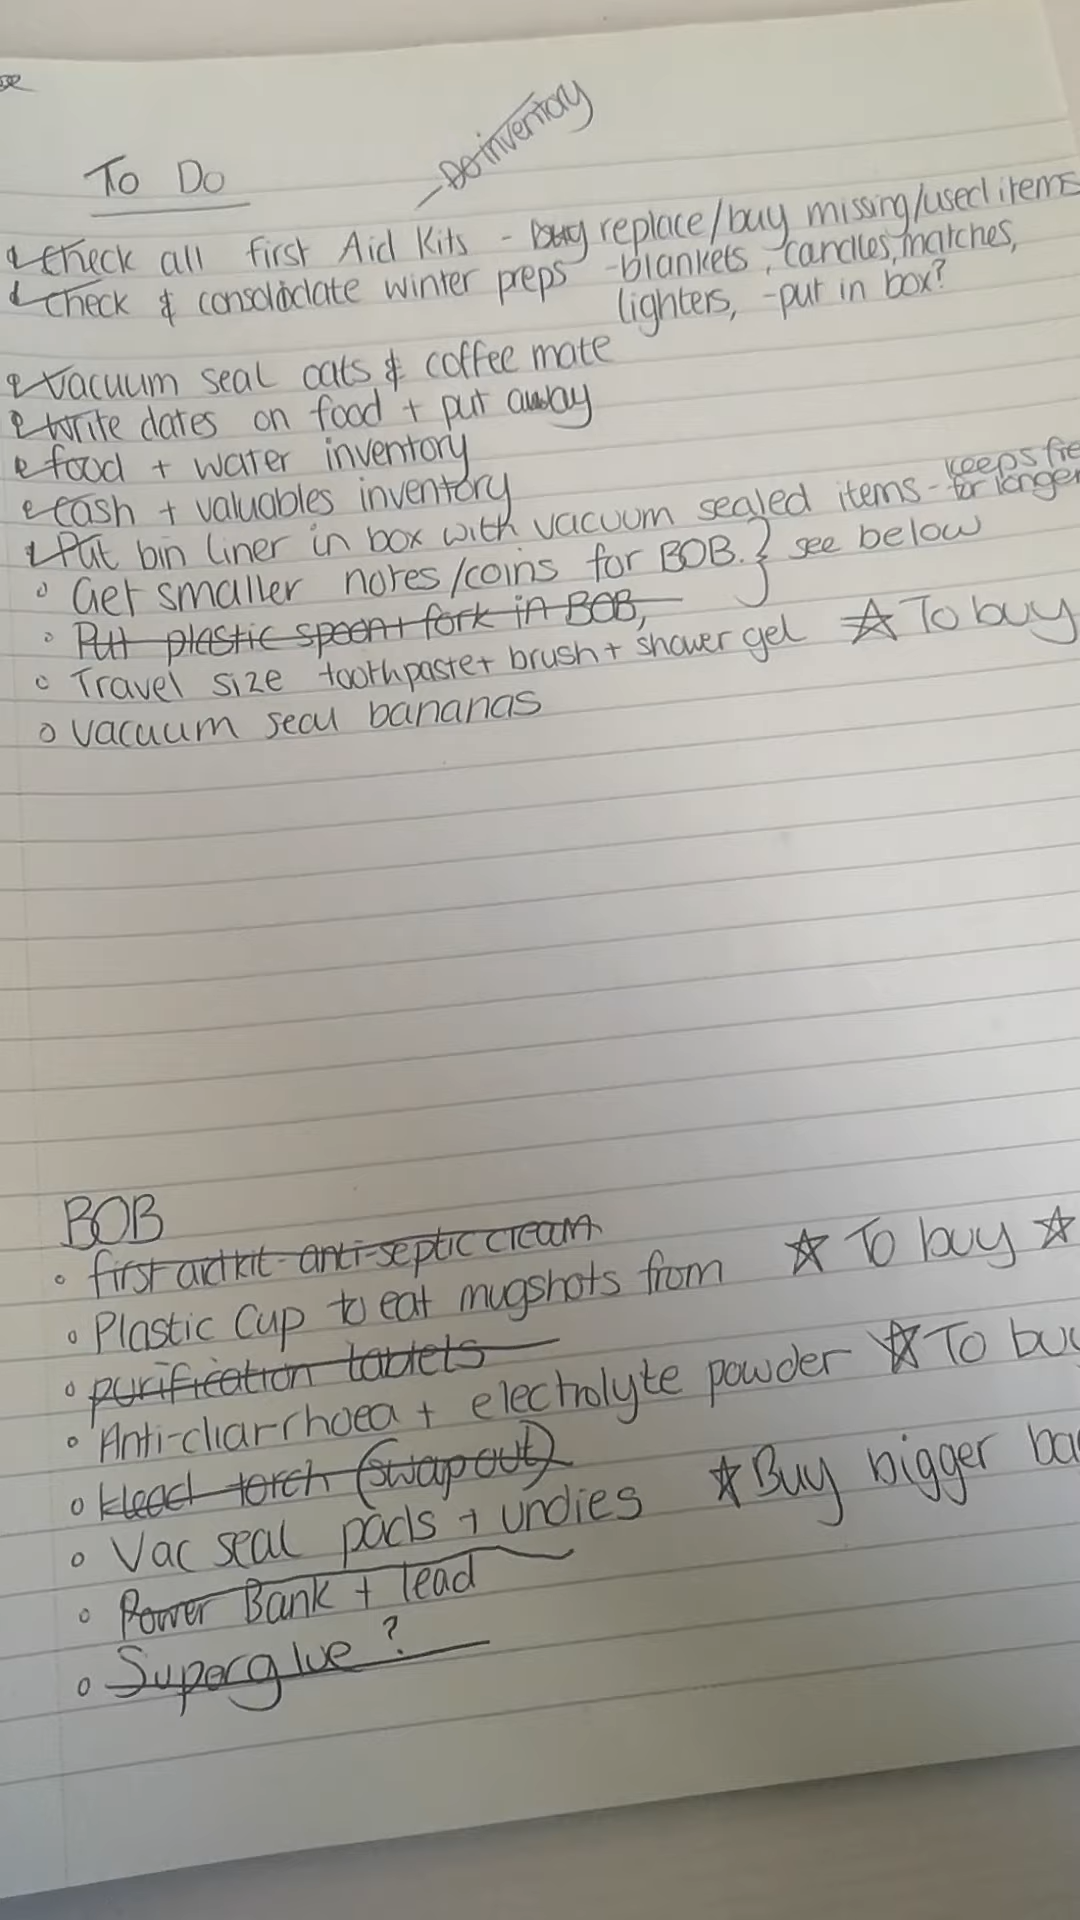 To Do
- Do inventory
Check all first Aid Kits - buy replace/buy missing/used items
Check & consolidate winter preps - blankets, candles, matches,
lighters, - put in box?
Vacuum seal oats & coffee mate
Write dates on food + put away
food + water inventory
cash + valuables inventory
Put bin liner in box with vacuum sealed items - keeps fre
for longer
Get smaller notes/coins for BOB. } see below
Put plastic spoon + fork in BOB,
Travel size toothpaste + brush + shower gel ☆ To buy
vacuum seal bananas
BOB
first aid kit - anti-septic cream
Plastic Cup to eat mugshots from ☆ To buy ☆
purification tablets
Anti-diarrhoea + electrolyte powder ☆ To buy
torch (swap out)
Vac seal pads + undies ☆ Buy bigger ba
Power Bank + lead
Superglue?